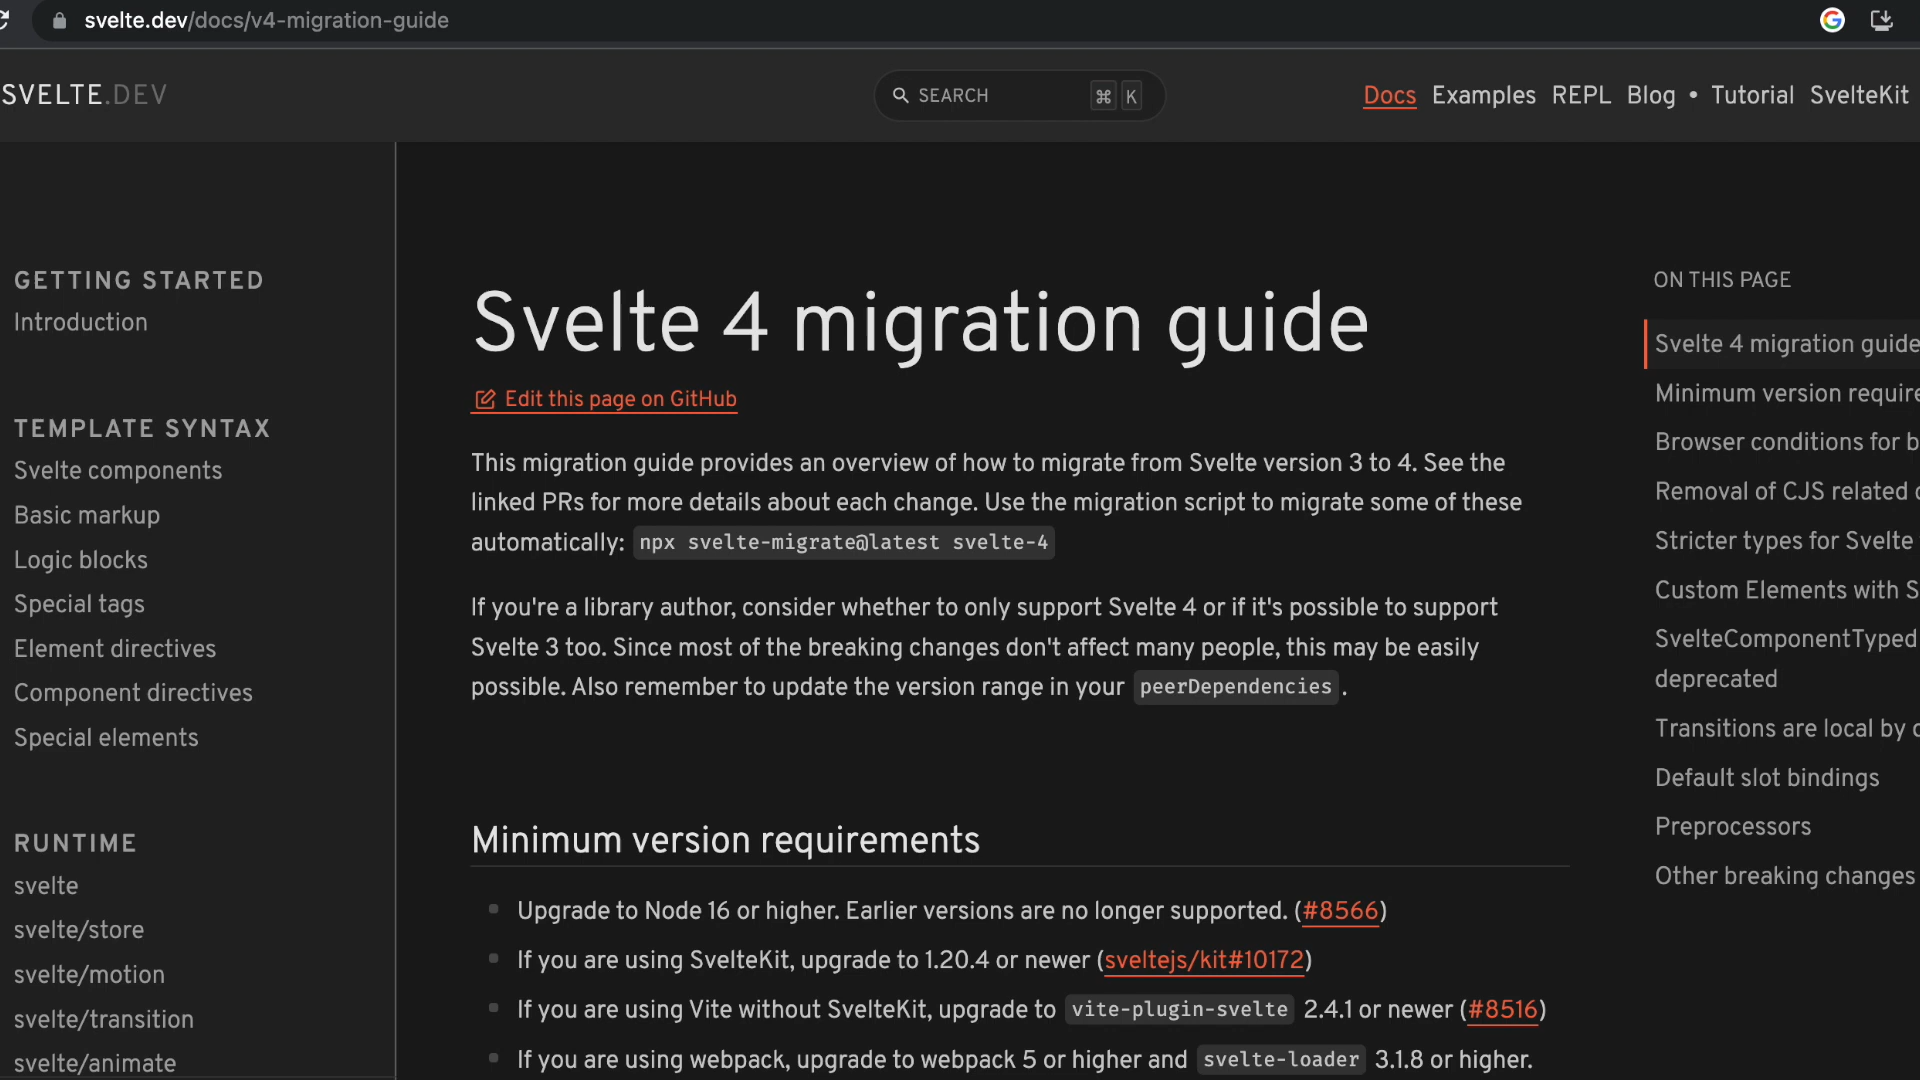 svelte.dev/docs/v4-migration-guide
SVELTE.DEV
SEARCH ⌘ K
Docs Examples REPL Blog • Tutorial SvelteKit
GETTING STARTED
Introduction
TEMPLATE SYNTAX
Svelte components
Basic markup
Logic blocks
Special tags
Element directives
Component directives
Special elements
RUNTIME
svelte
svelte/store
svelte/motion
svelte/transition
svelte/animate
Svelte 4 migration guide
Edit this page on GitHub
This migration guide provides an overview of how to migrate from Svelte version 3 to 4. See the
linked PRs for more details about each change. Use the migration script to migrate some of these
automatically: npx svelte-migrate@latest svelte-4
If you're a library author, consider whether to only support Svelte 4 or if it's possible to support
Svelte 3 too. Since most of the breaking changes don't affect many people, this may be easily
possible. Also remember to update the version range in your peerDependencies.
Minimum version requirements
Upgrade to Node 16 or higher. Earlier versions are no longer supported. (#8566)
If you are using SvelteKit, upgrade to 1.20.4 or newer (sveltejs/kit#10172)
If you are using Vite without SvelteKit, upgrade to vite-plugin-svelte 2.4.1 or newer (#8516)
If you are using webpack, upgrade to webpack 5 or higher and svelte-loader 3.1.8 or higher.
ON THIS PAGE
Svelte 4 migration guide
Minimum version require
Browser conditions for b
Removal of CJS related
Stricter types for Svelte
Custom Elements with S
SvelteComponentTyped
deprecated
Transitions are local by
Default slot bindings
Preprocessors
Other breaking changes